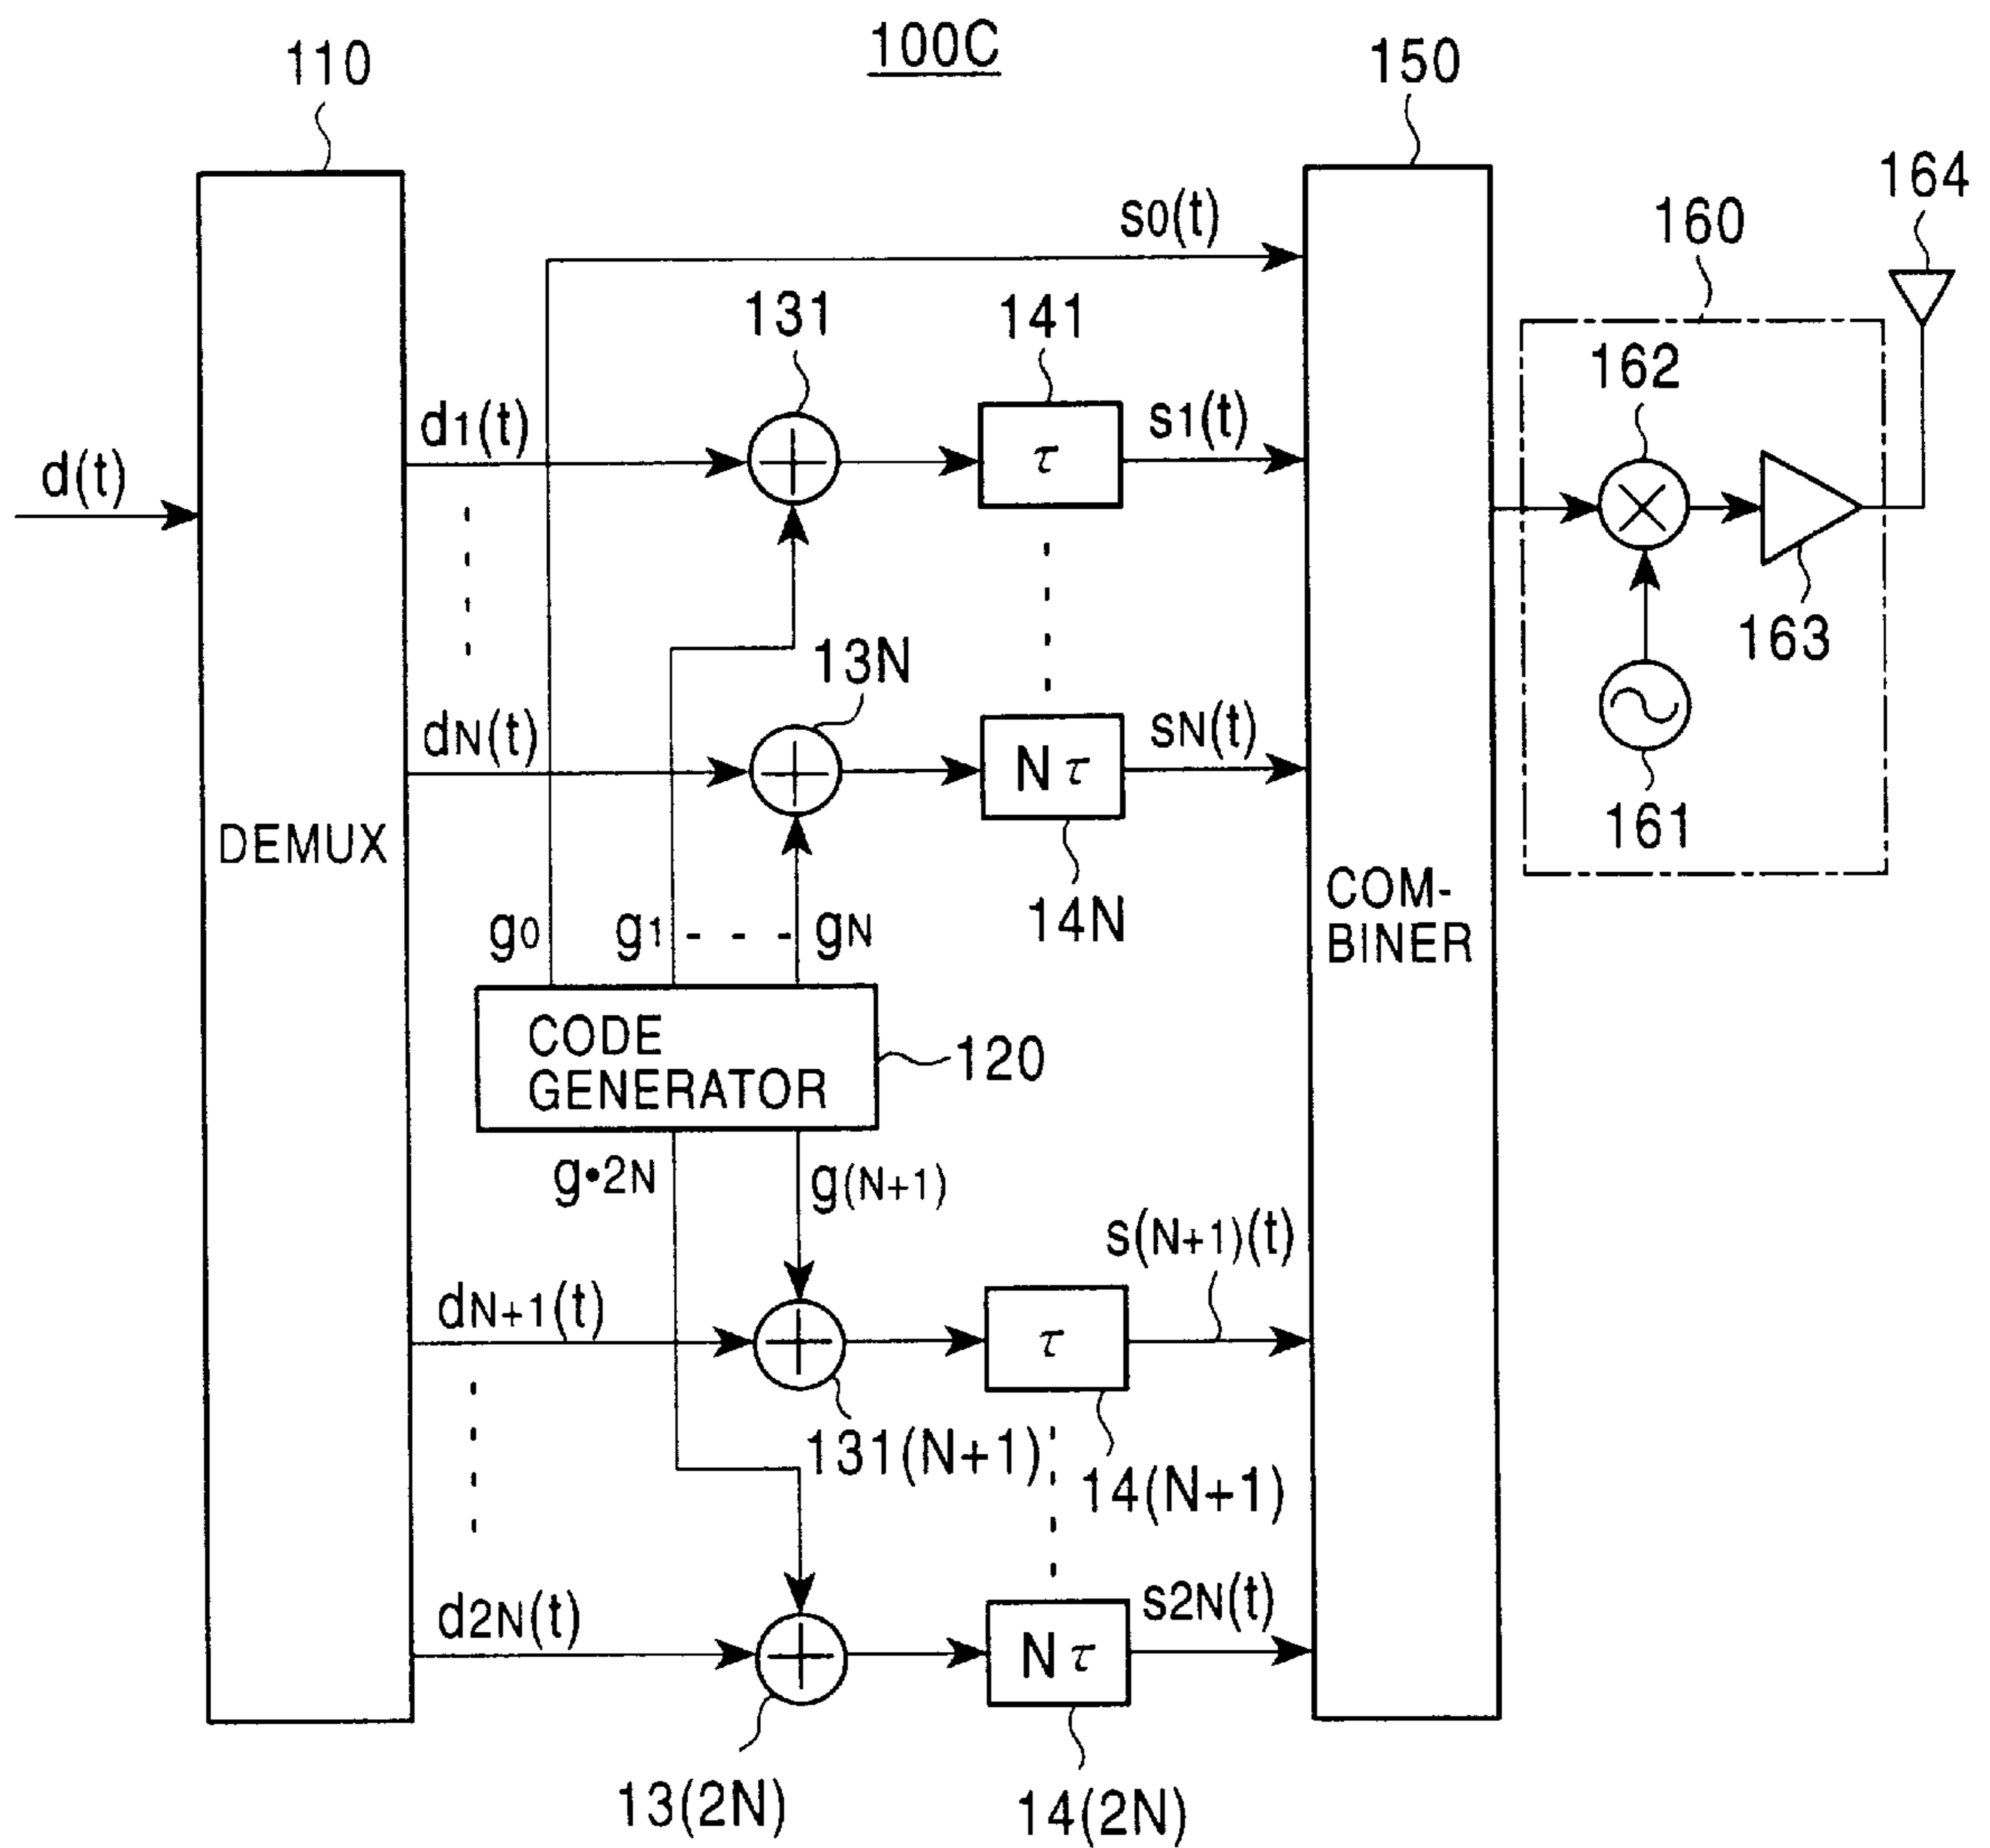 100C
110
150
164
160
s0(t)
131
141
162
d1(t)
s1(t)
d(t)
τ
163
13N
dN(t)
sN(t)
N τ
161
DEMUX
14N
COM-
BINER
g0
g1 - - - gN
CODE
GENERATOR
120
g•2N
g(N+1)
s(N+1)(t)
dN+1(t)
τ
131(N+1)
14(N+1)
d2N(t)
s2N(t)
N τ
13(2N)
14(2N)